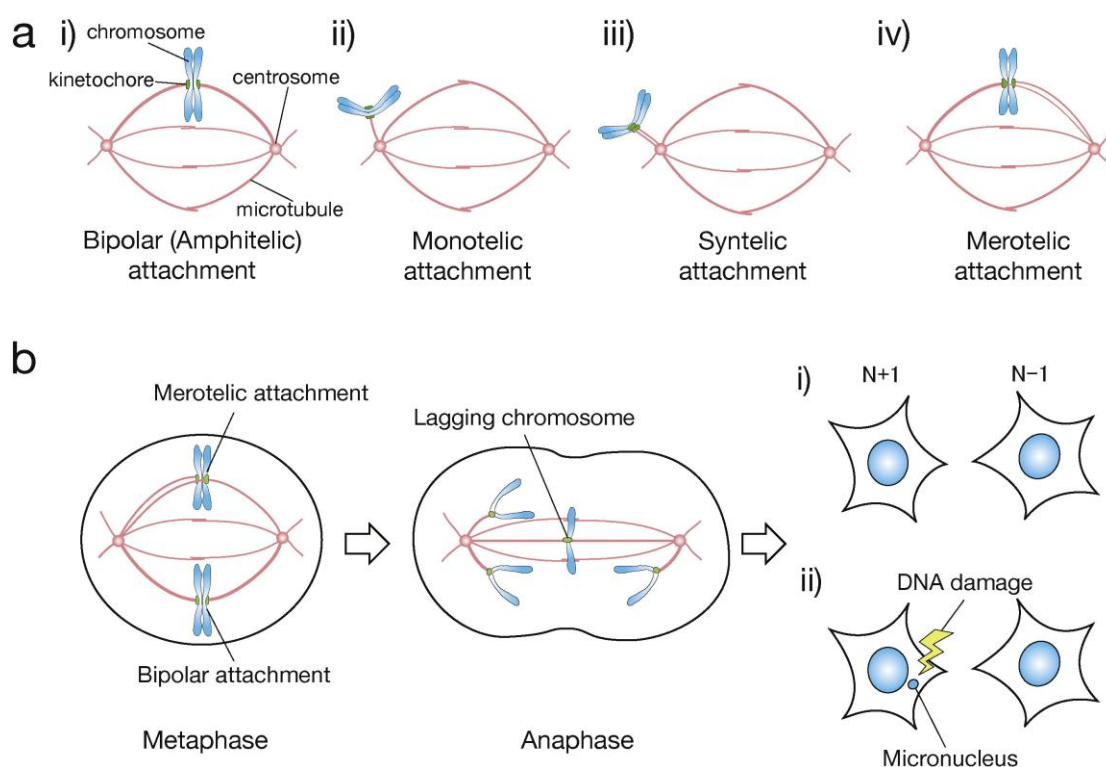 a
i)
ii)
iii)
iv)
chromosome
kinetochore
centrosome
microtubule
Bipolar (Amphitelic)
attachment
Monotelic
attachment
Syntelic
attachment
Merotelic
attachment
b
Merotelic attachment
Bipolar attachment
Metaphase
Lagging chromosome
Anaphase
i)
N+1
N−1
ii)
DNA damage
Micronucleus